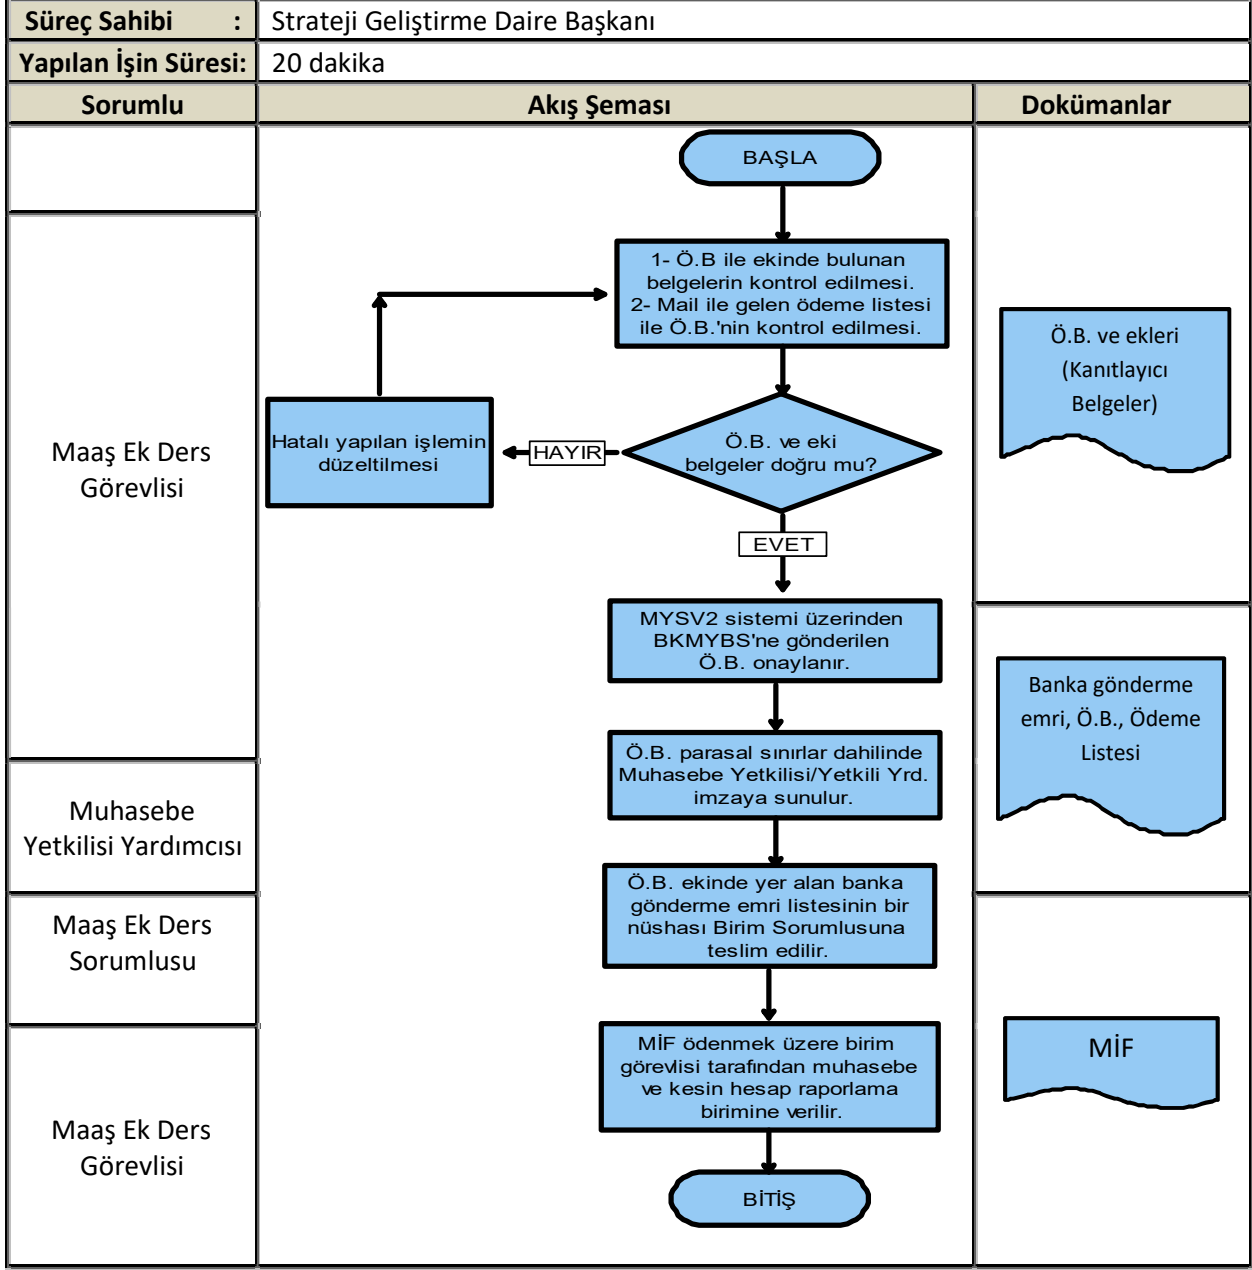 Süreç Sahibi : Strateji Geliştirme Daire Başkanı
Yapılan İşin Süresi: 20 dakika
Sorumlu Akış Şeması Dokümanlar
BAŞLA
1- Ö.B ile ekinde bulunan
belgelerin kontrol edilmesi.
2- Mail ile gelen ödeme listesi
ile Ö.B.'nin kontrol edilmesi.
Ö.B. ve ekleri
(Kanıtlayıcı
Belgeler)
Maaş Ek Ders
Görevlisi
Hatalı yapılan işlemin
düzeltilmesi
HAYIR
Ö.B. ve eki
belgeler doğru mu?
EVET
MYSV2 sistemi üzerinden
BKMYBS'ne gönderilen
Ö.B. onaylanır.
Banka gönderme
emri, Ö.B., Ödeme
Listesi
Ö.B. parasal sınırlar dahilinde
Muhasebe Yetkilisi/Yetkili Yrd.
imzaya sunulur.
Muhasebe
Yetkilisi Yardımcısı
Ö.B. ekinde yer alan banka
gönderme emri listesinin bir
nüshası Birim Sorumlusuna
teslim edilir.
Maaş Ek Ders
Sorumlusu
MİF ödenmek üzere birim
görevlisi tarafından muhasebe
ve kesin hesap raporlama
birimine verilir.
MİF
Maaş Ek Ders
Görevlisi
BİTİŞ